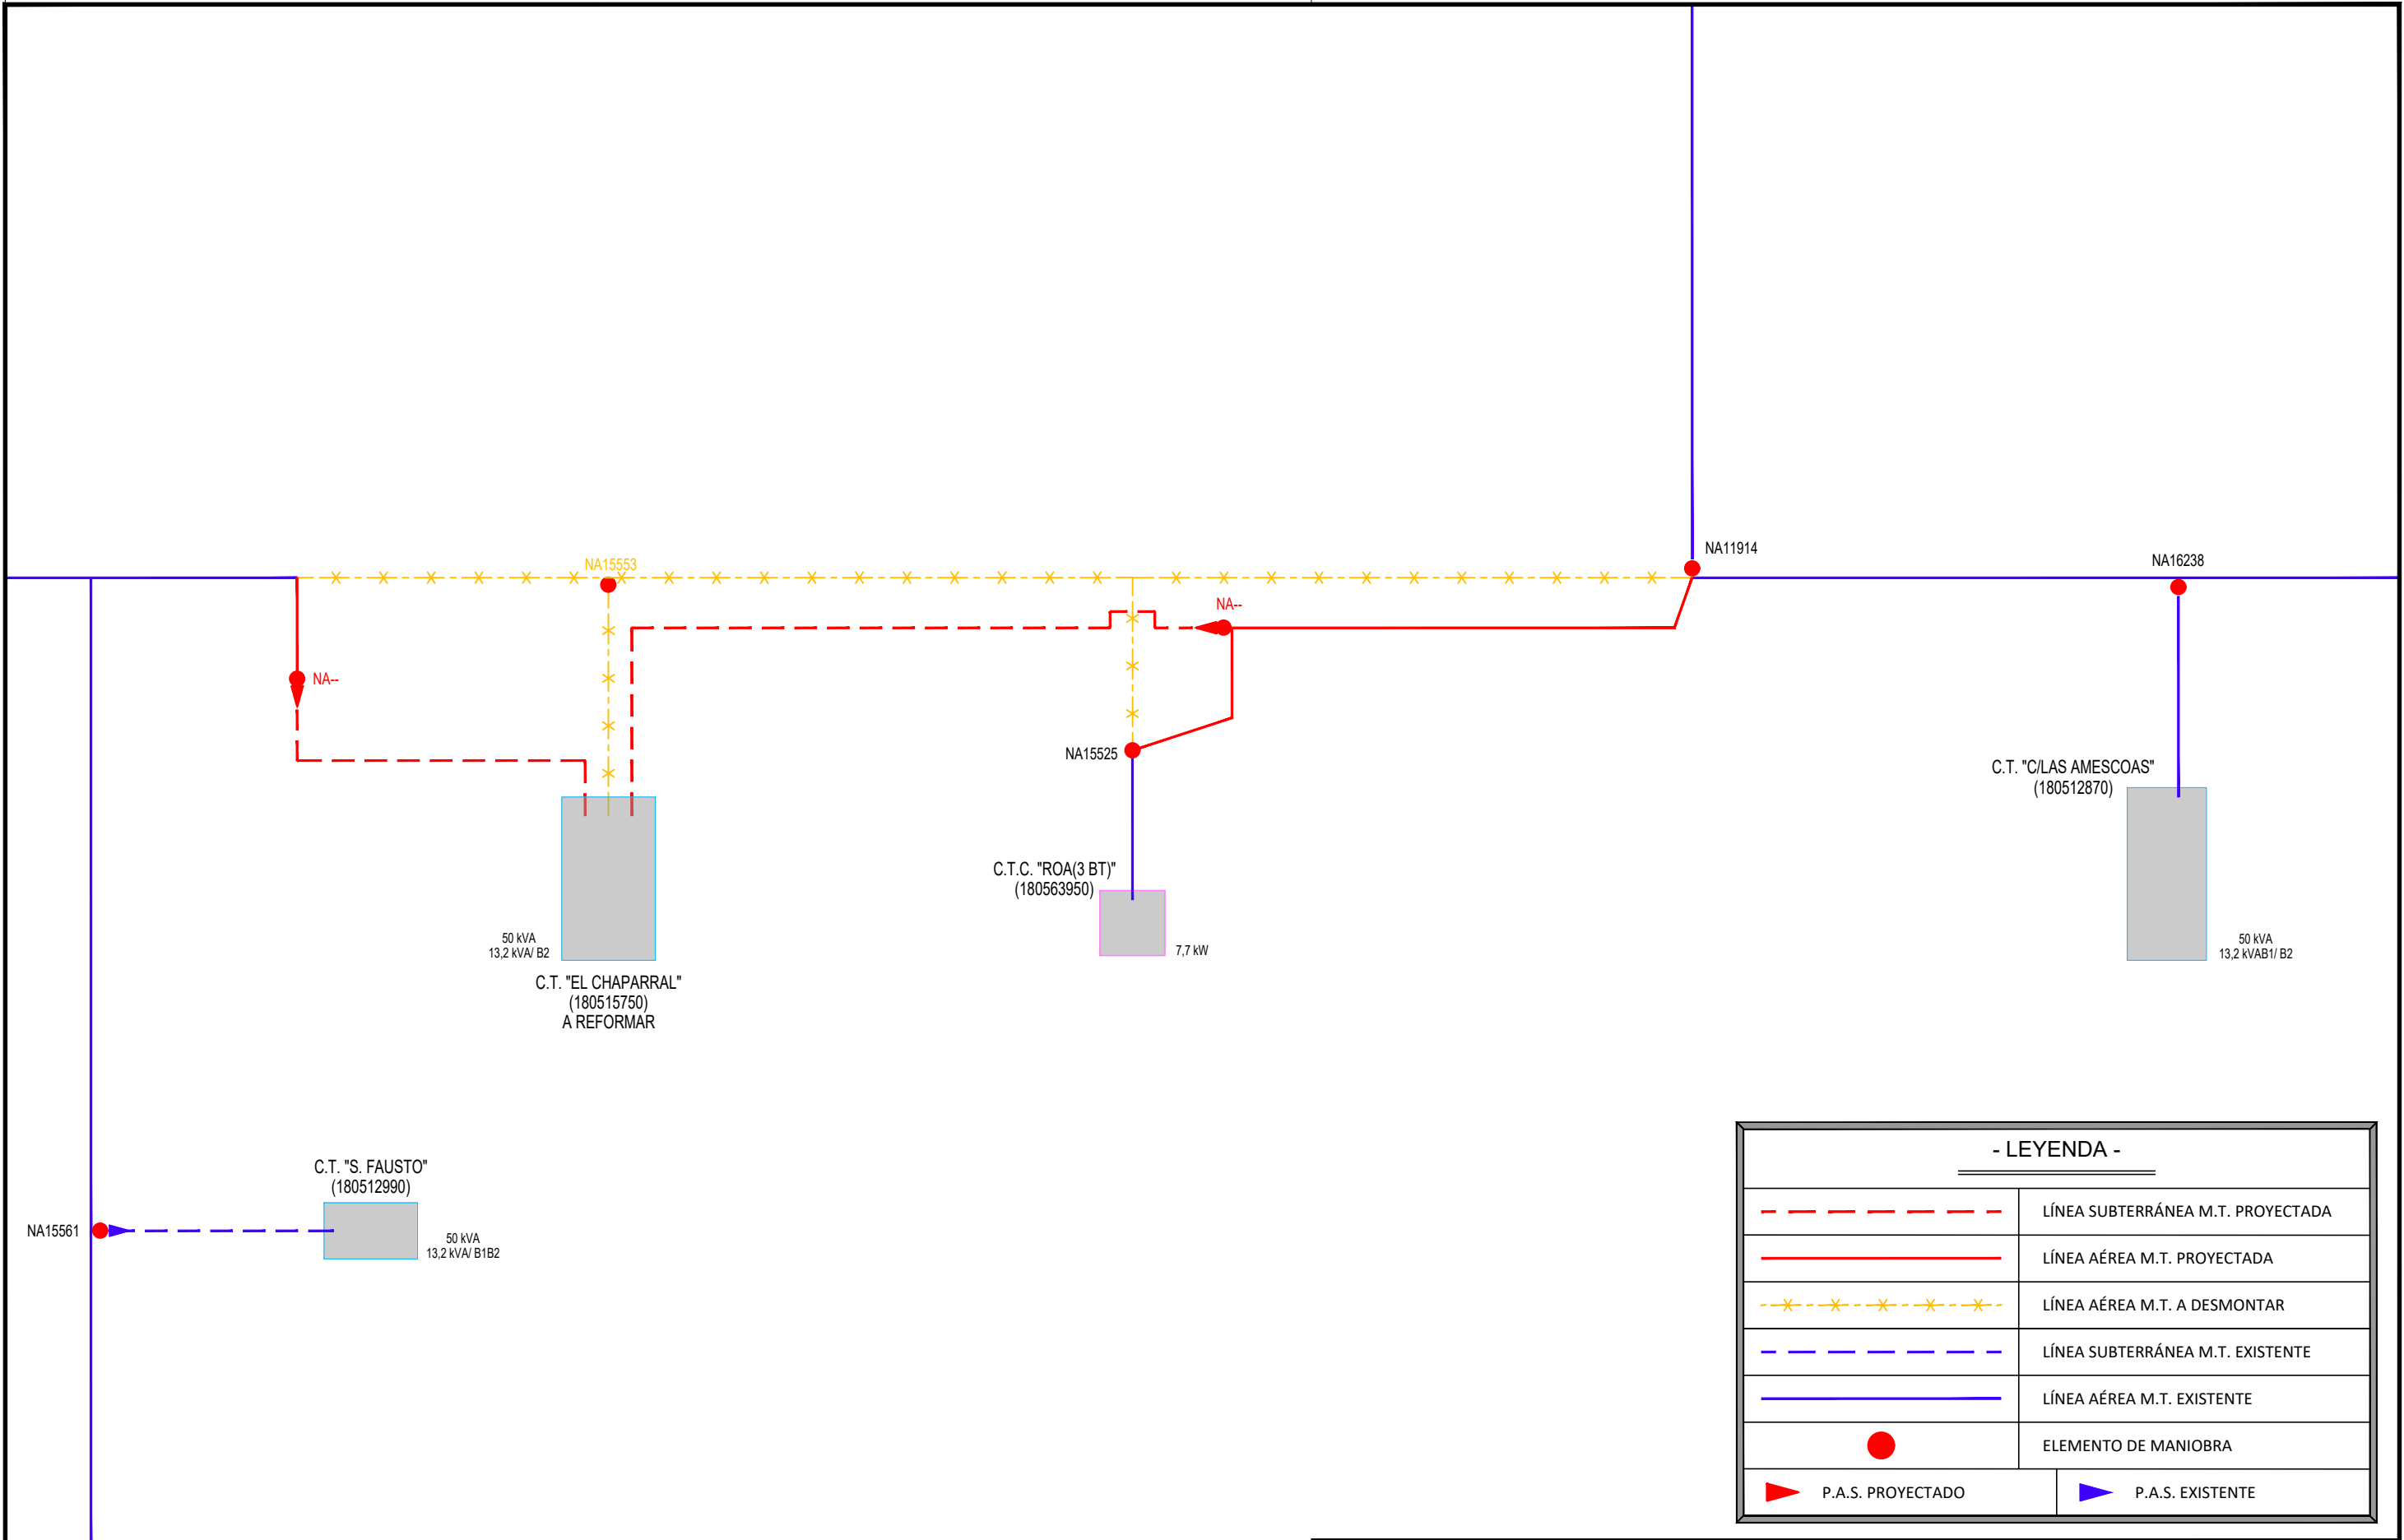 NA11914
NA16238
NA15553
NA--
NA--
NA15525
C.T. "C/LAS AMESCOAS"
(180512870)
C.T.C. "ROA(3 BT)"
(180563950)
50 kVA
13,2 kVA/ B2
7,7 kW
50 kVA
13,2 kVAB1/ B2
C.T. "EL CHAPARRAL"
(180515750)
A REFORMAR
C.T. "S. FAUSTO"
(180512990)
NA15561
50 kVA
13,2 kVA/ B1B2
- LEYENDA -
LÍNEA SUBTERRÁNEA M.T. PROYECTADA
LÍNEA AÉREA M.T. PROYECTADA
LÍNEA AÉREA M.T. A DESMONTAR
LÍNEA SUBTERRÁNEA M.T. EXISTENTE
LÍNEA AÉREA M.T. EXISTENTE
ELEMENTO DE MANIOBRA
P.A.S. PROYECTADO
P.A.S. EXISTENTE